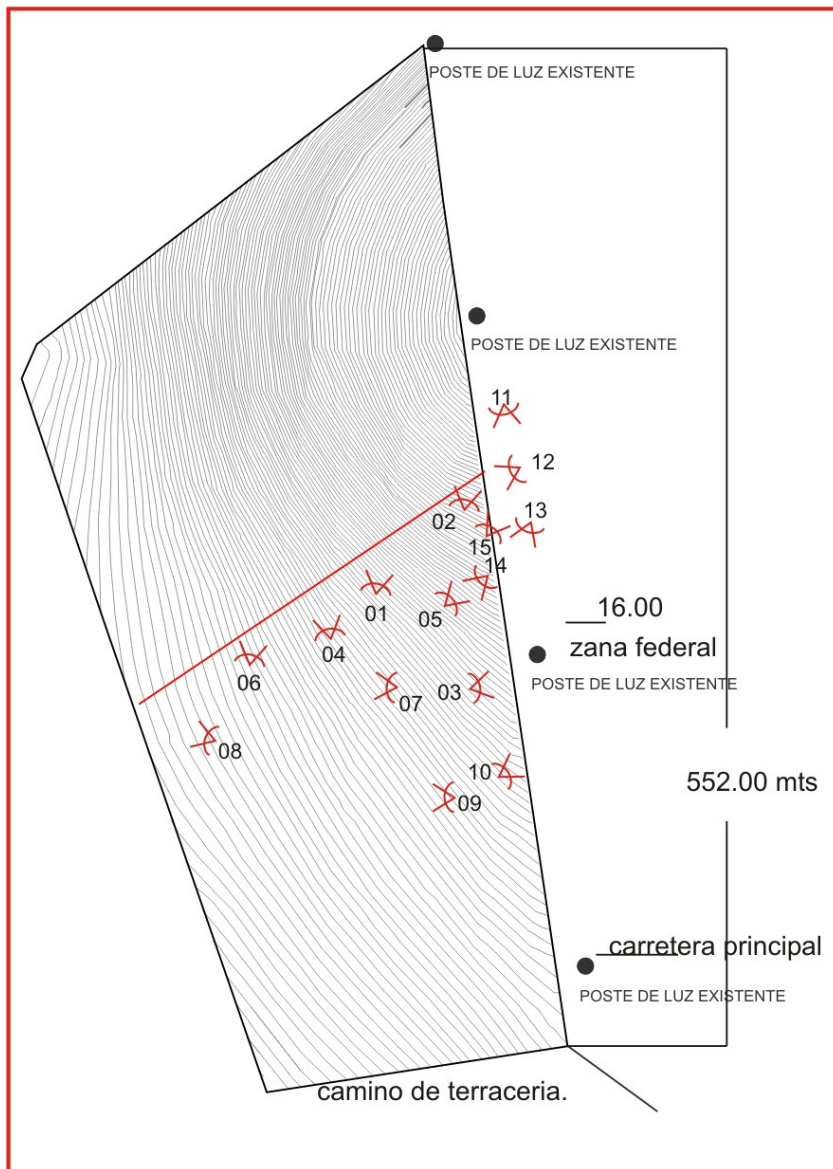 POSTE DE LUZ EXISTENTE
POSTE DE LUZ EXISTENTE
11
12
02
13
15
14
01
05
16.00
04
zana federal
06
POSTE DE LUZ EXISTENTE
07
03
08
10
552.00 mts
09
carretera principal
POSTE DE LUZ EXISTENTE
camino de terraceria.